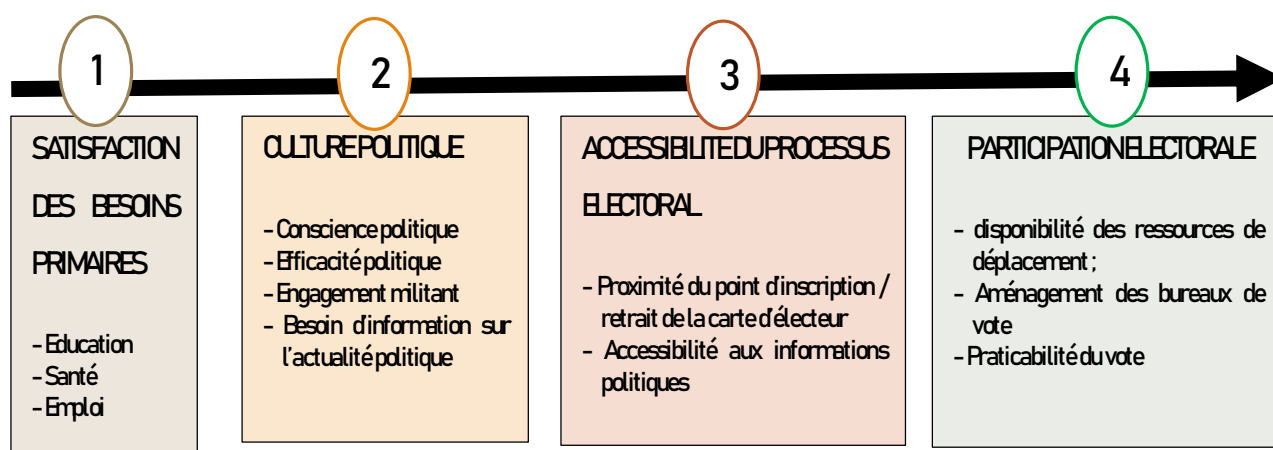 1
SATISFACTION
DES BESOINS
PRIMAIRES
- Education
- Santé
- Emploi
2
CULTURE POLITIQUE
- Conscience politique
- Efficacité politique
- Engagement militant
- Besoin d'information sur
l'actualité politique
3
ACCESSIBILITE DU PROCESSUS
ELECTORAL
- Proximité du point d'inscription /
retrait de la carte d'électeur
- Accessibilité aux informations
politiques
4
PARTICIPATION ELECTORALE
- disponibilité des ressources de
déplacement ;
- Aménagement des bureaux de
vote
- Praticabilité du vote